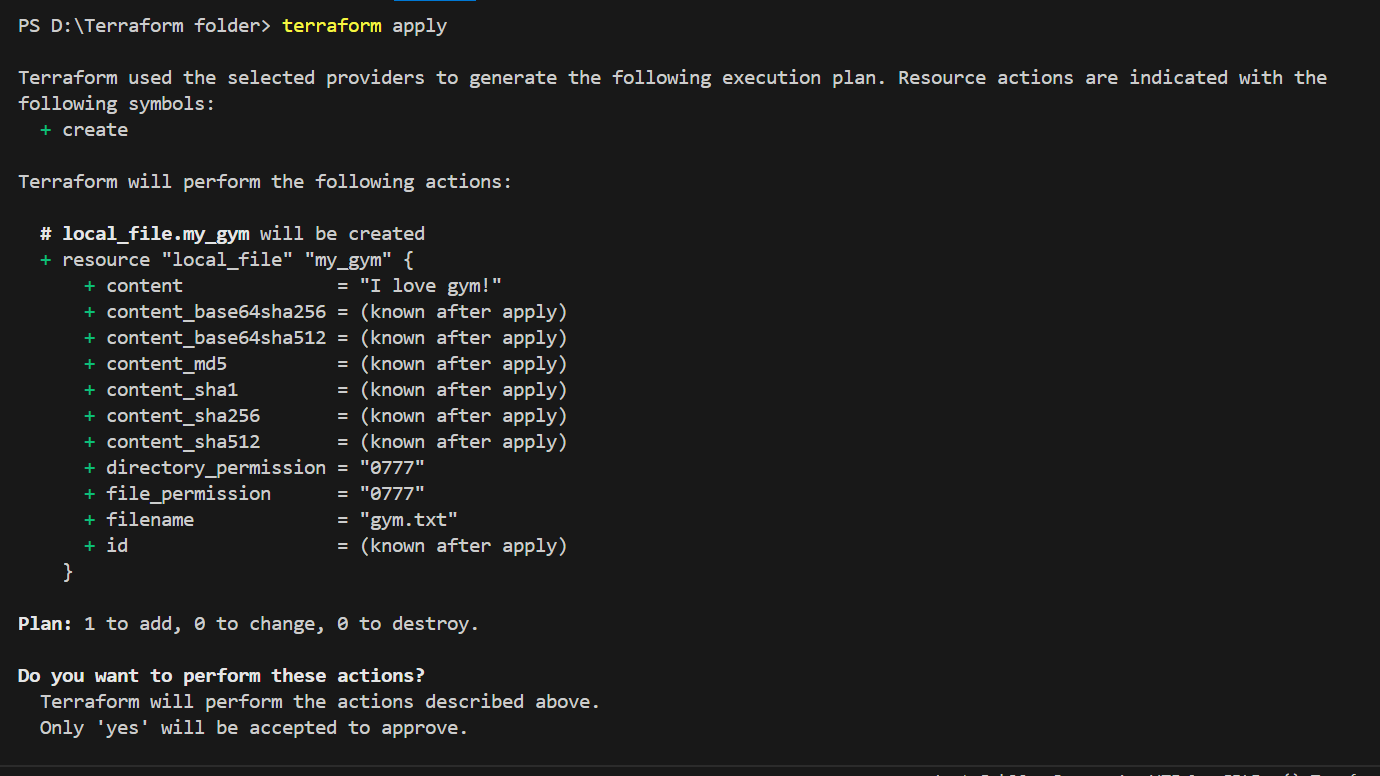 PS D:\Terraform folder> terraform apply
Terraform used the selected providers to generate the following execution plan. Resource actions are indicated with the
following symbols:
+ create
Terraform will perform the following actions:
# local_file.my_gym will be created
+ resource "local_file" "my_gym" {
+ content = "I love gym!"
+ content_base64sha256 = (known after apply)
+ content_base64sha512 = (known after apply)
+ content_md5 = (known after apply)
+ content_sha1 = (known after apply)
+ content_sha256 = (known after apply)
+ content_sha512 = (known after apply)
+ directory_permission = "0777"
+ file_permission = "0777"
+ filename = "gym.txt"
+ id = (known after apply)
}
Plan: 1 to add, 0 to change, 0 to destroy.
Do you want to perform these actions?
Terraform will perform the actions described above.
Only 'yes' will be accepted to approve.